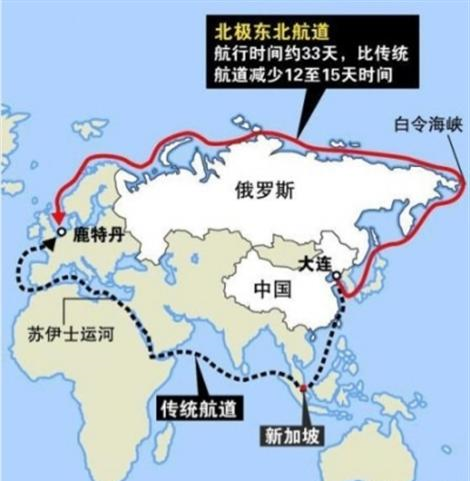 北极东北航道
航行时间约33天，比传统
航道减少12至15天时间
白令海峡
俄罗斯
鹿特丹
大连
中国
苏伊士运河
传统航道
新加坡